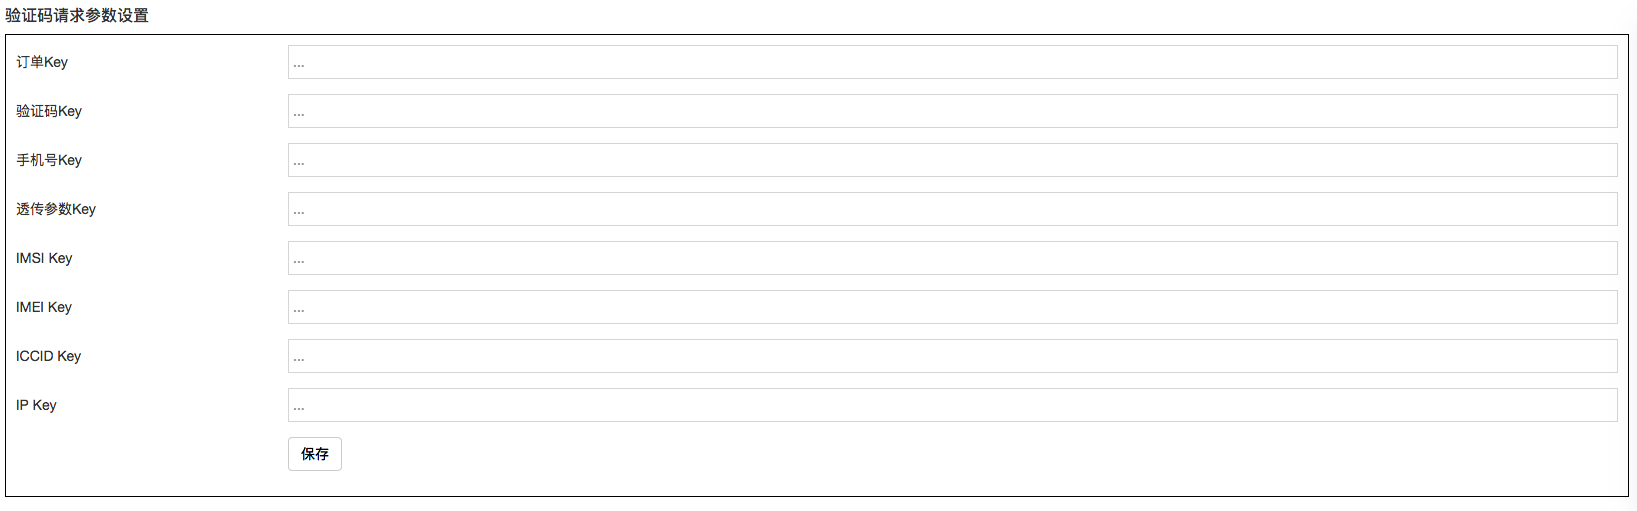 验证码请求参数设置
订单Key ...
验证码Key ...
手机号Key ...
透传参数Key ...
IMSI Key ...
IMEI Key ...
ICCID Key ...
IP Key ...
保存